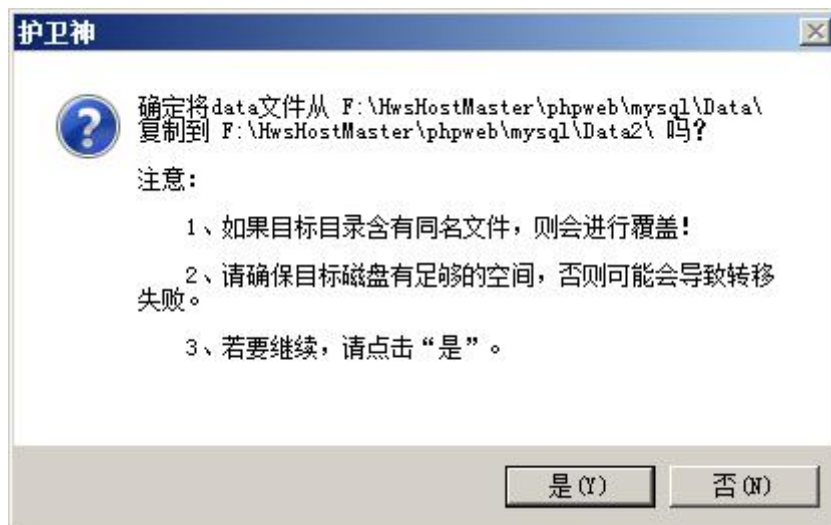 护卫神
确定将data文件从 F:\HwsHostMaster\phpweb\mysql\Data\
复制到 F:\HwsHostMaster\phpweb\mysql\Data2\ 吗？
注意：
1、如果目标目录含有同名文件，则会进行覆盖！
2、请确保目标磁盘有足够的空间，否则可能会导致转移
失败。
3、若要继续，请点击“是”。
是(Y)
否(N)